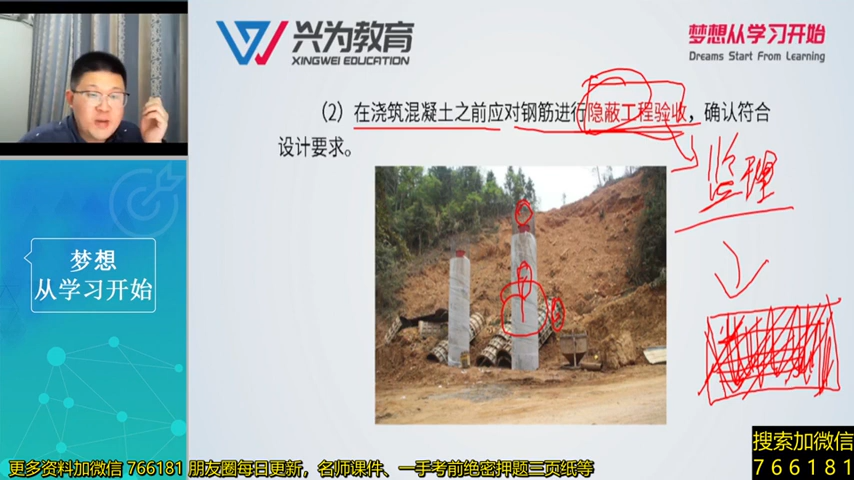 兴为教育
XINGWEI EDUCATION
梦想从学习开始
Dreams Start From Learning
（2）在浇筑混凝土之前应对钢筋进行隐蔽工程验收，确认符合
设计要求。
监理
梦想
从学习开始
搜索加微信
766181
更多资料加微信 766181 朋友圈每日更新，名师课件、一手考前绝密押题三页纸等